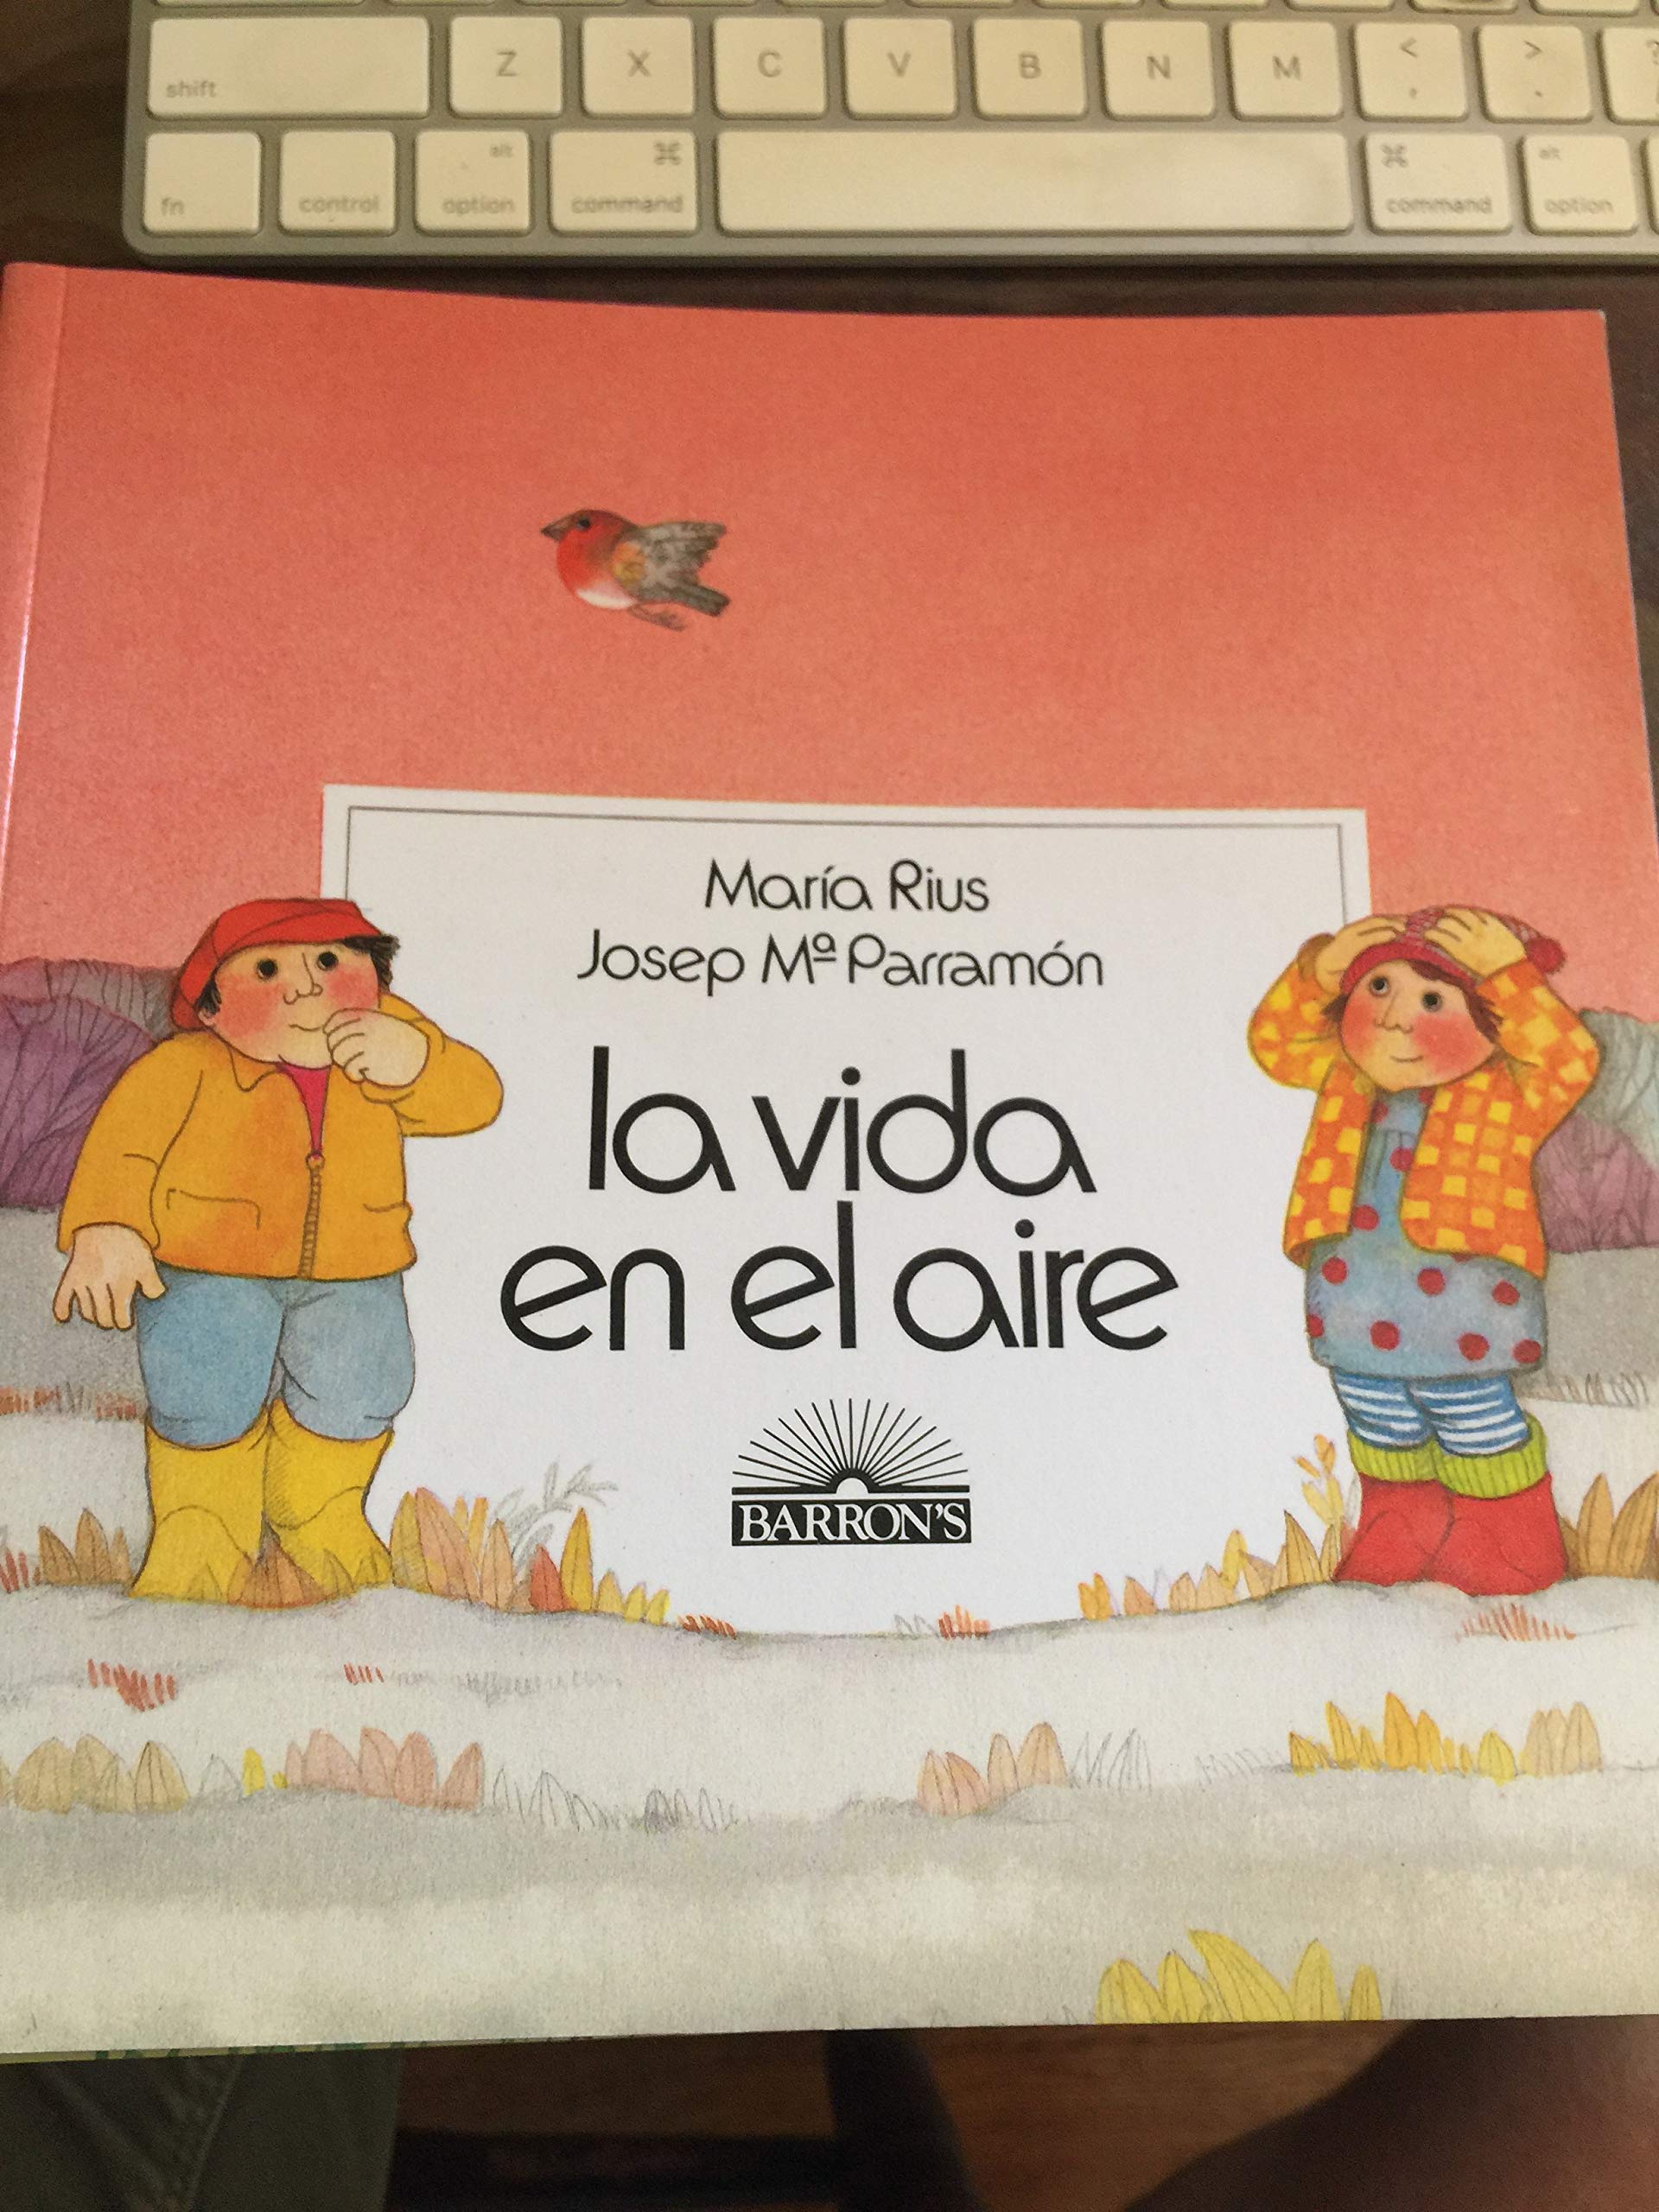 shift Z X C V B N M < , > . ?
fn control alt option ⌘ command ⌘ command alt option
María Rius
Josep Mª Parramón
la vida
en el aire
BARRON'S